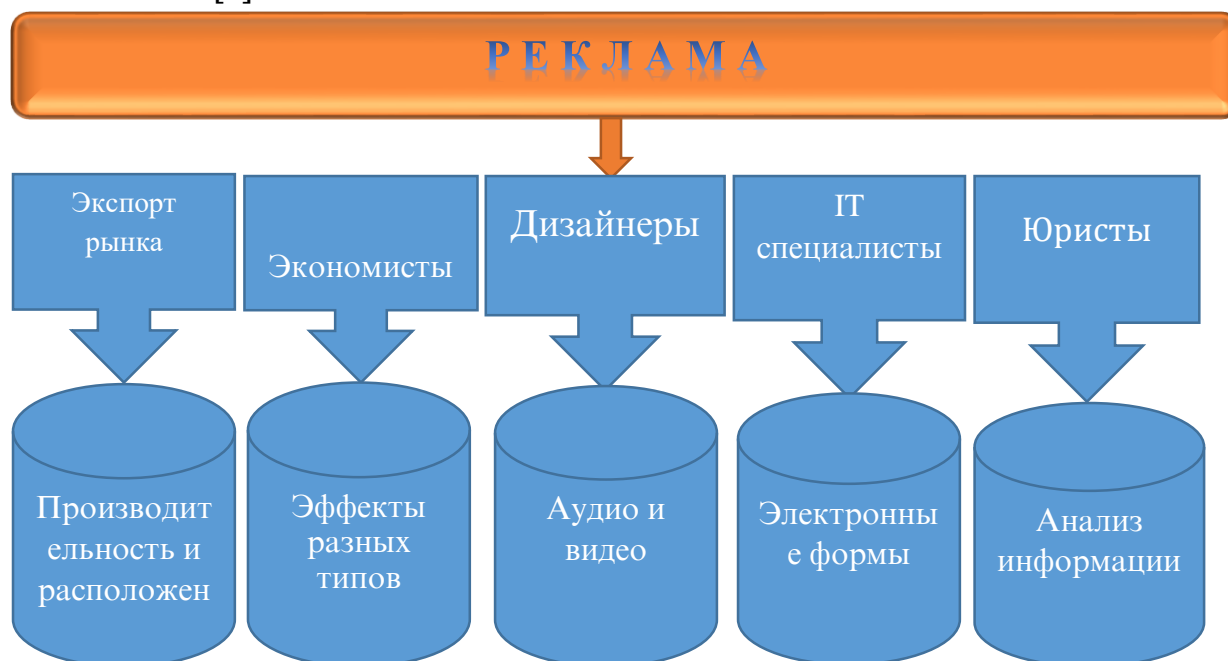 РЕКЛАМА
Экспорт
рынка
Экономисты
Дизайнеры
IT
специалисты
Юристы
Производит
ельность и
расположен
Эффекты
разных
типов
Аудио и
видео
Электронны
е формы
Анализ
информации